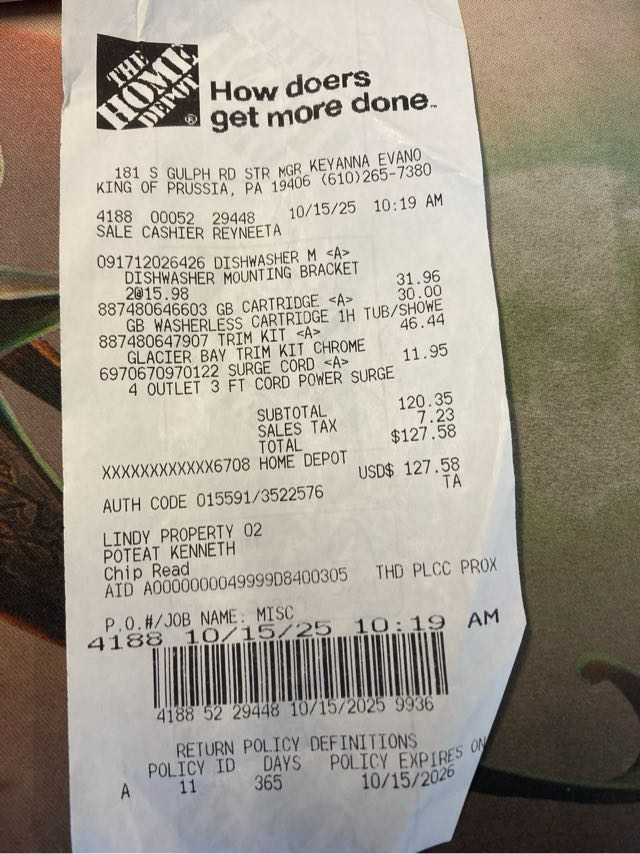 THE
HOME
DEPOT
®
How doers
get more done™
181 S GULPH RD STR MGR KEYANNA EVANO
KING OF PRUSSIA, PA 19406 (610)265-7380
4188 00052 29448 10/15/25 10:19 AM
SALE CASHIER REYNEETA
091712026426 DISHWASHER M <A>
DISHWASHER MOUNTING BRACKET
2@15.98 31.96
887480646603 GB CARTRIDGE <A> 30.00
GB WASHERLESS CARTRIDGE 1H TUB/SHOWE
887480647907 TRIM KIT <A> 46.44
GLACIER BAY TRIM KIT CHROME
6970670970122 SURGE CORD <A> 11.95
4 OUTLET 3 FT CORD POWER SURGE
SUBTOTAL 120.35
SALES TAX 7.23
TOTAL $127.58
XXXXXXXXXXXX6708 HOME DEPOT
USD$ 127.58
AUTH CODE 015591/3522576 TA
LINDY PROPERTY 02
POTEAT KENNETH
Chip Read
AID A0000000049999D8400305 THD PLCC PROX
P.O.#/JOB NAME: MISC
4188 10/15/25 10:19 AM
4188 52 29448 10/15/2025 9936
RETURN POLICY DEFINITIONS
POLICY ID DAYS POLICY EXPIRES ON
A 11 365 10/15/2026